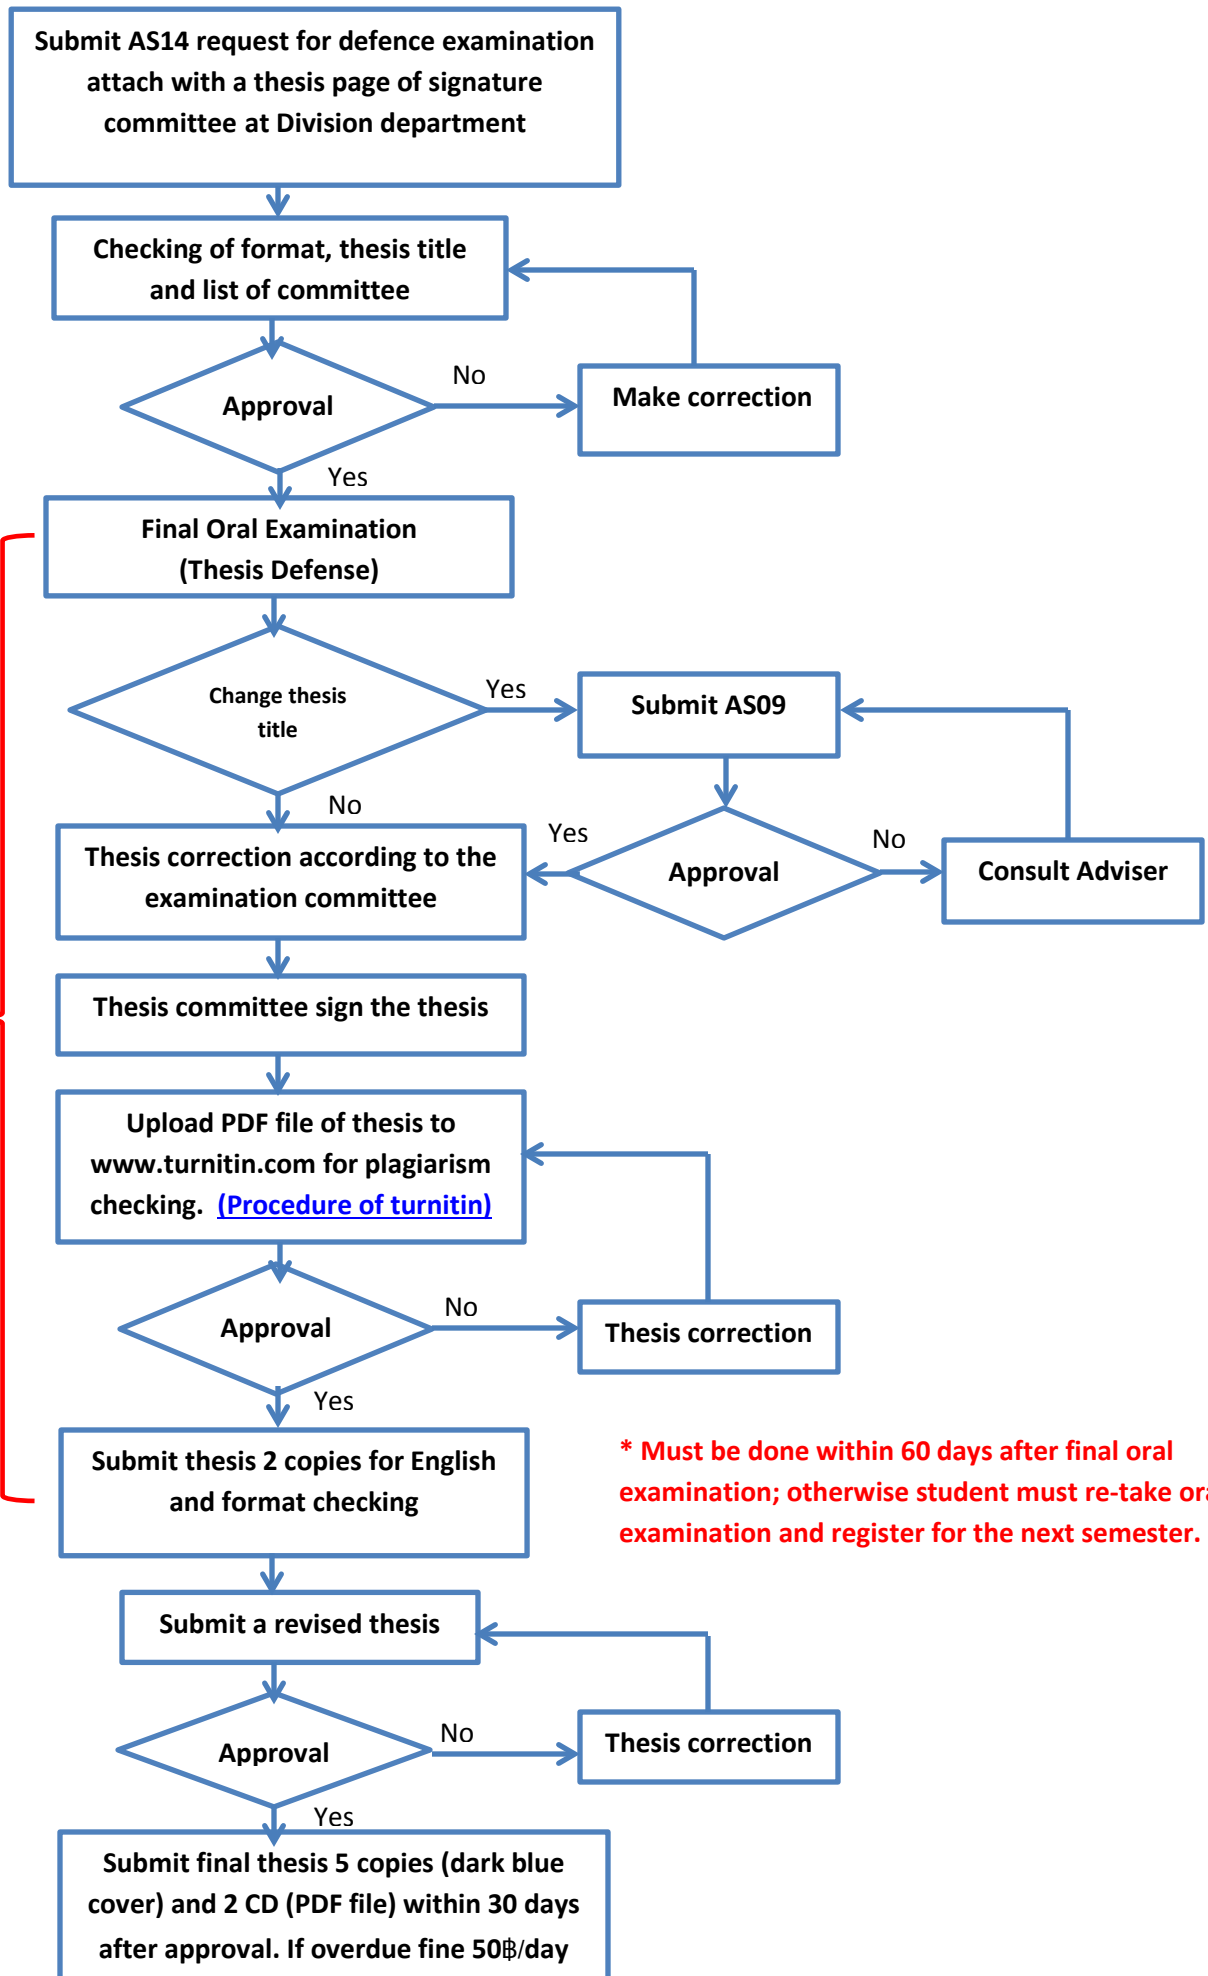 Submit AS14 request for defence examination
attach with a thesis page of signature
committee at Division department
Checking of format, thesis title
and list of committee
Approval
No
Make correction
Yes
Final Oral Examination
(Thesis Defense)
Change thesis
title
Yes
Submit AS09
No
Thesis correction according to the
examination committee
Yes
Approval
No
Consult Adviser
Thesis committee sign the thesis
Upload PDF file of thesis to
www.turnitin.com for plagiarism
checking. (Procedure of turnitin)
Approval
No
Thesis correction
Yes
Submit thesis 2 copies for English
and format checking
* Must be done within 60 days after final oral
examination; otherwise student must re-take
examination and register for the next semester.
Submit a revised thesis
Approval
No
Thesis correction
Yes
Submit final thesis 5 copies (dark blue
cover) and 2 CD (PDF file) within 30 days
after approval. If overdue fine 50฿/day